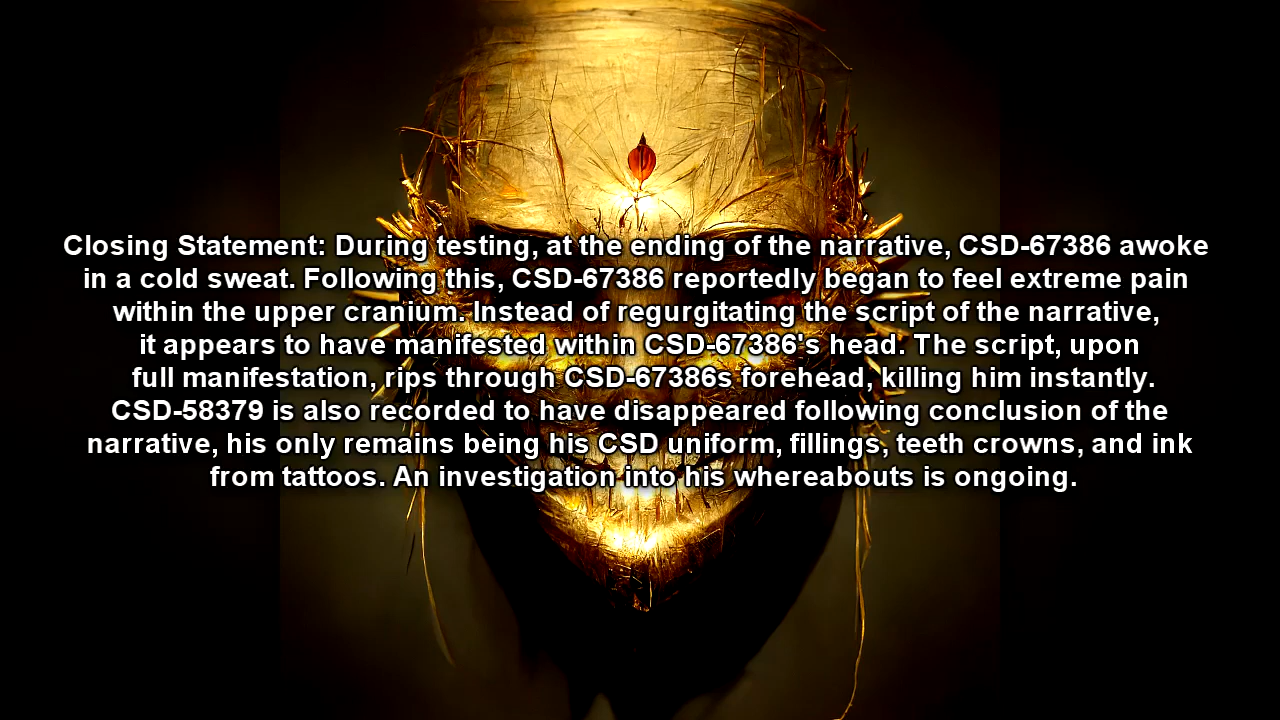 Closing Statement: During testing, at the ending of the narrative, CSD-67386 awoke
in a cold sweat. Following this, CSD-67386 reportedly began to feel extreme pain
within the upper cranium. Instead of regurgitating the script of the narrative,
it appears to have manifested within CSD-67386's head. The script, upon
full manifestation, rips through CSD-67386s forehead, killing him instantly.
CSD-58379 is also recorded to have disappeared following conclusion of the
narrative, his only remains being his CSD uniform, fillings, teeth crowns, and ink
from tattoos. An investigation into his whereabouts is ongoing.